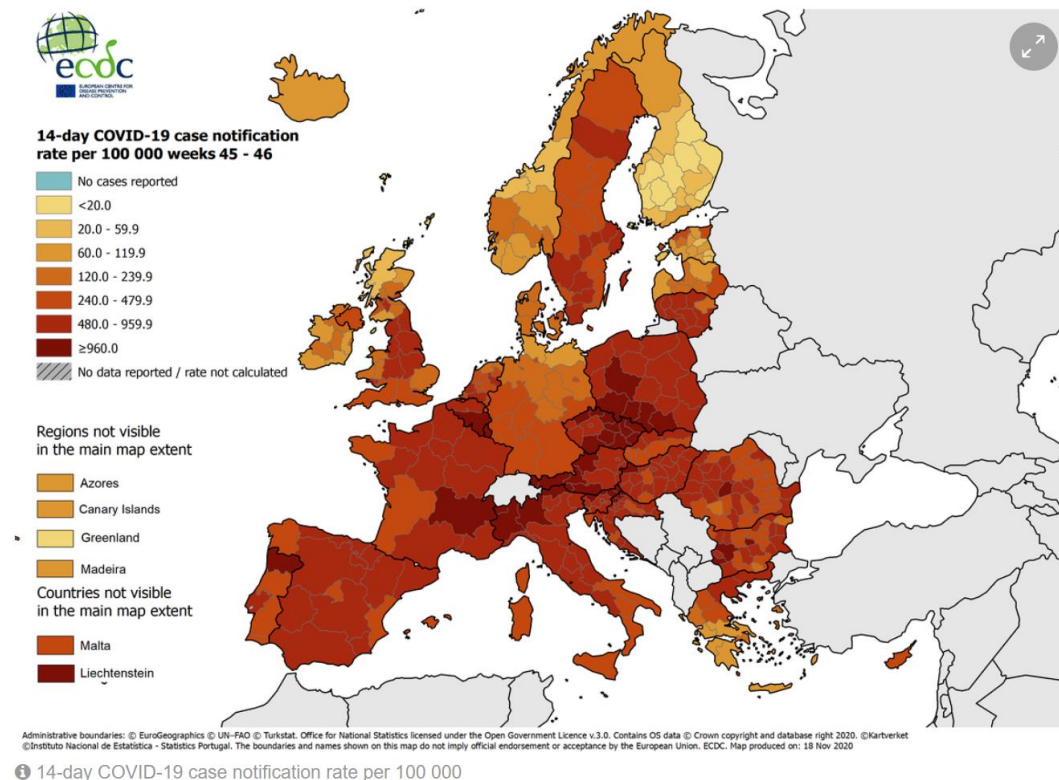 ecdc
EUROPEAN CENTRE FOR
DISEASE PREVENTION
AND CONTROL
14-day COVID-19 case notification
rate per 100 000 weeks 45 - 46
No cases reported
<20.0
20.0 - 59.9
60.0 - 119.9
120.0 - 239.9
240.0 - 479.9
480.0 - 959.9
≥960.0
No data reported / rate not calculated
Regions not visible
in the main map extent
Azores
Canary Islands
Greenland
Madeira
Countries not visible
in the main map extent
Malta
Liechtenstein
Administrative boundaries: © EuroGeographics © UN–FAO © Turkstat. Office for National Statistics licensed under the Open Government Licence v.3.0. Contains OS data © Crown copyright and database right 2020. ©Kartverket
©Instituto Nacional de Estatística - Statistics Portugal. The boundaries and names shown on this map do not imply official endorsement or acceptance by the European Union. ECDC. Map produced on: 18 Nov 2020
14-day COVID-19 case notification rate per 100 000